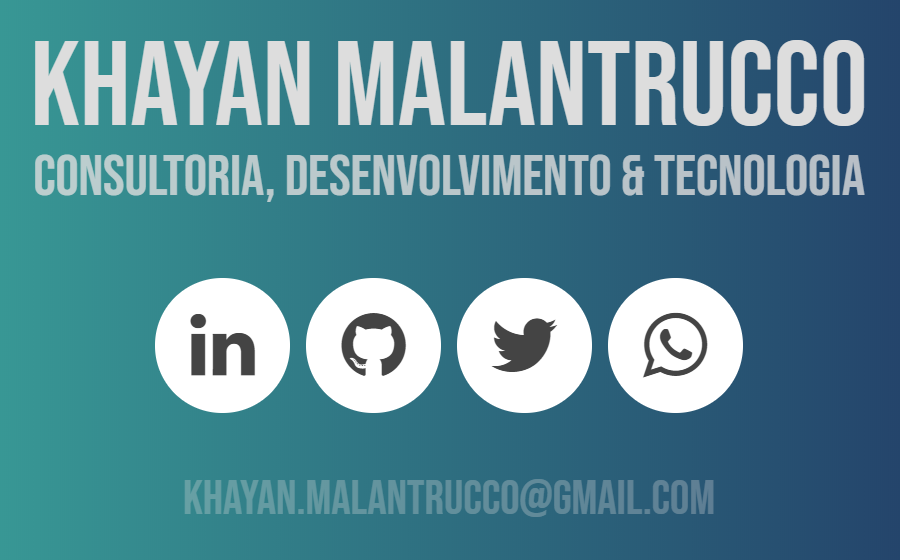 KHAYAN MALANTRUCCO
CONSULTORIA, DESENVOLVIMENTO & TECNOLOGIA
in
KHAYAN.MALANTRUCCO@GMAIL.COM